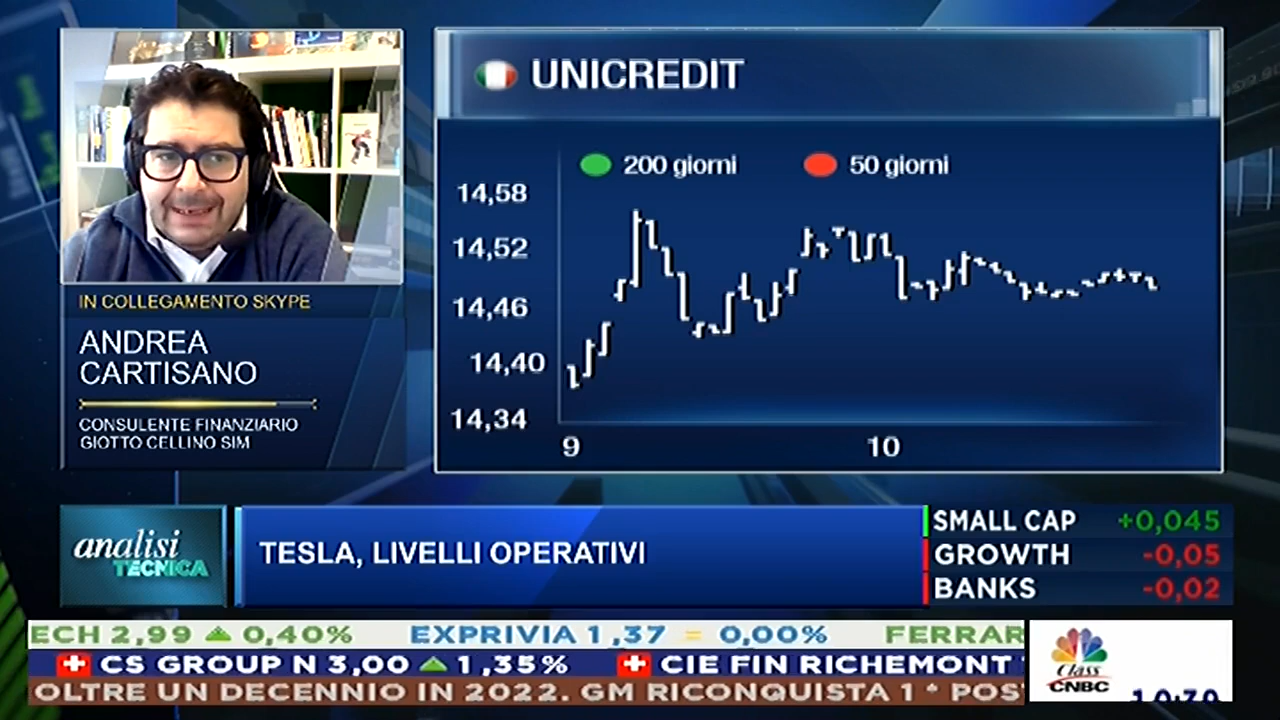 UNICREDIT
200 giorni
50 giorni
14,58
14,52
14,46
14,40
14,34
9
10
IN COLLEGAMENTO SKYPE
ANDREA
CARTISANO
CONSULENTE FINANZIARIO
GIOTTO CELLINO SIM
analisi
TECNICA
TESLA, LIVELLI OPERATIVI
SMALL CAP +0,045
GROWTH -0,05
BANKS -0,02
ECH 2,99 0,40% EXPRIVIA 1,37 = 0,00% FERRAR
CS GROUP N 3,00 1,35% CIE FIN RICHEMONT
OLTRE UN DECENNIO IN 2022. GM RICONQUISTA 1° POS
Class
CNBC